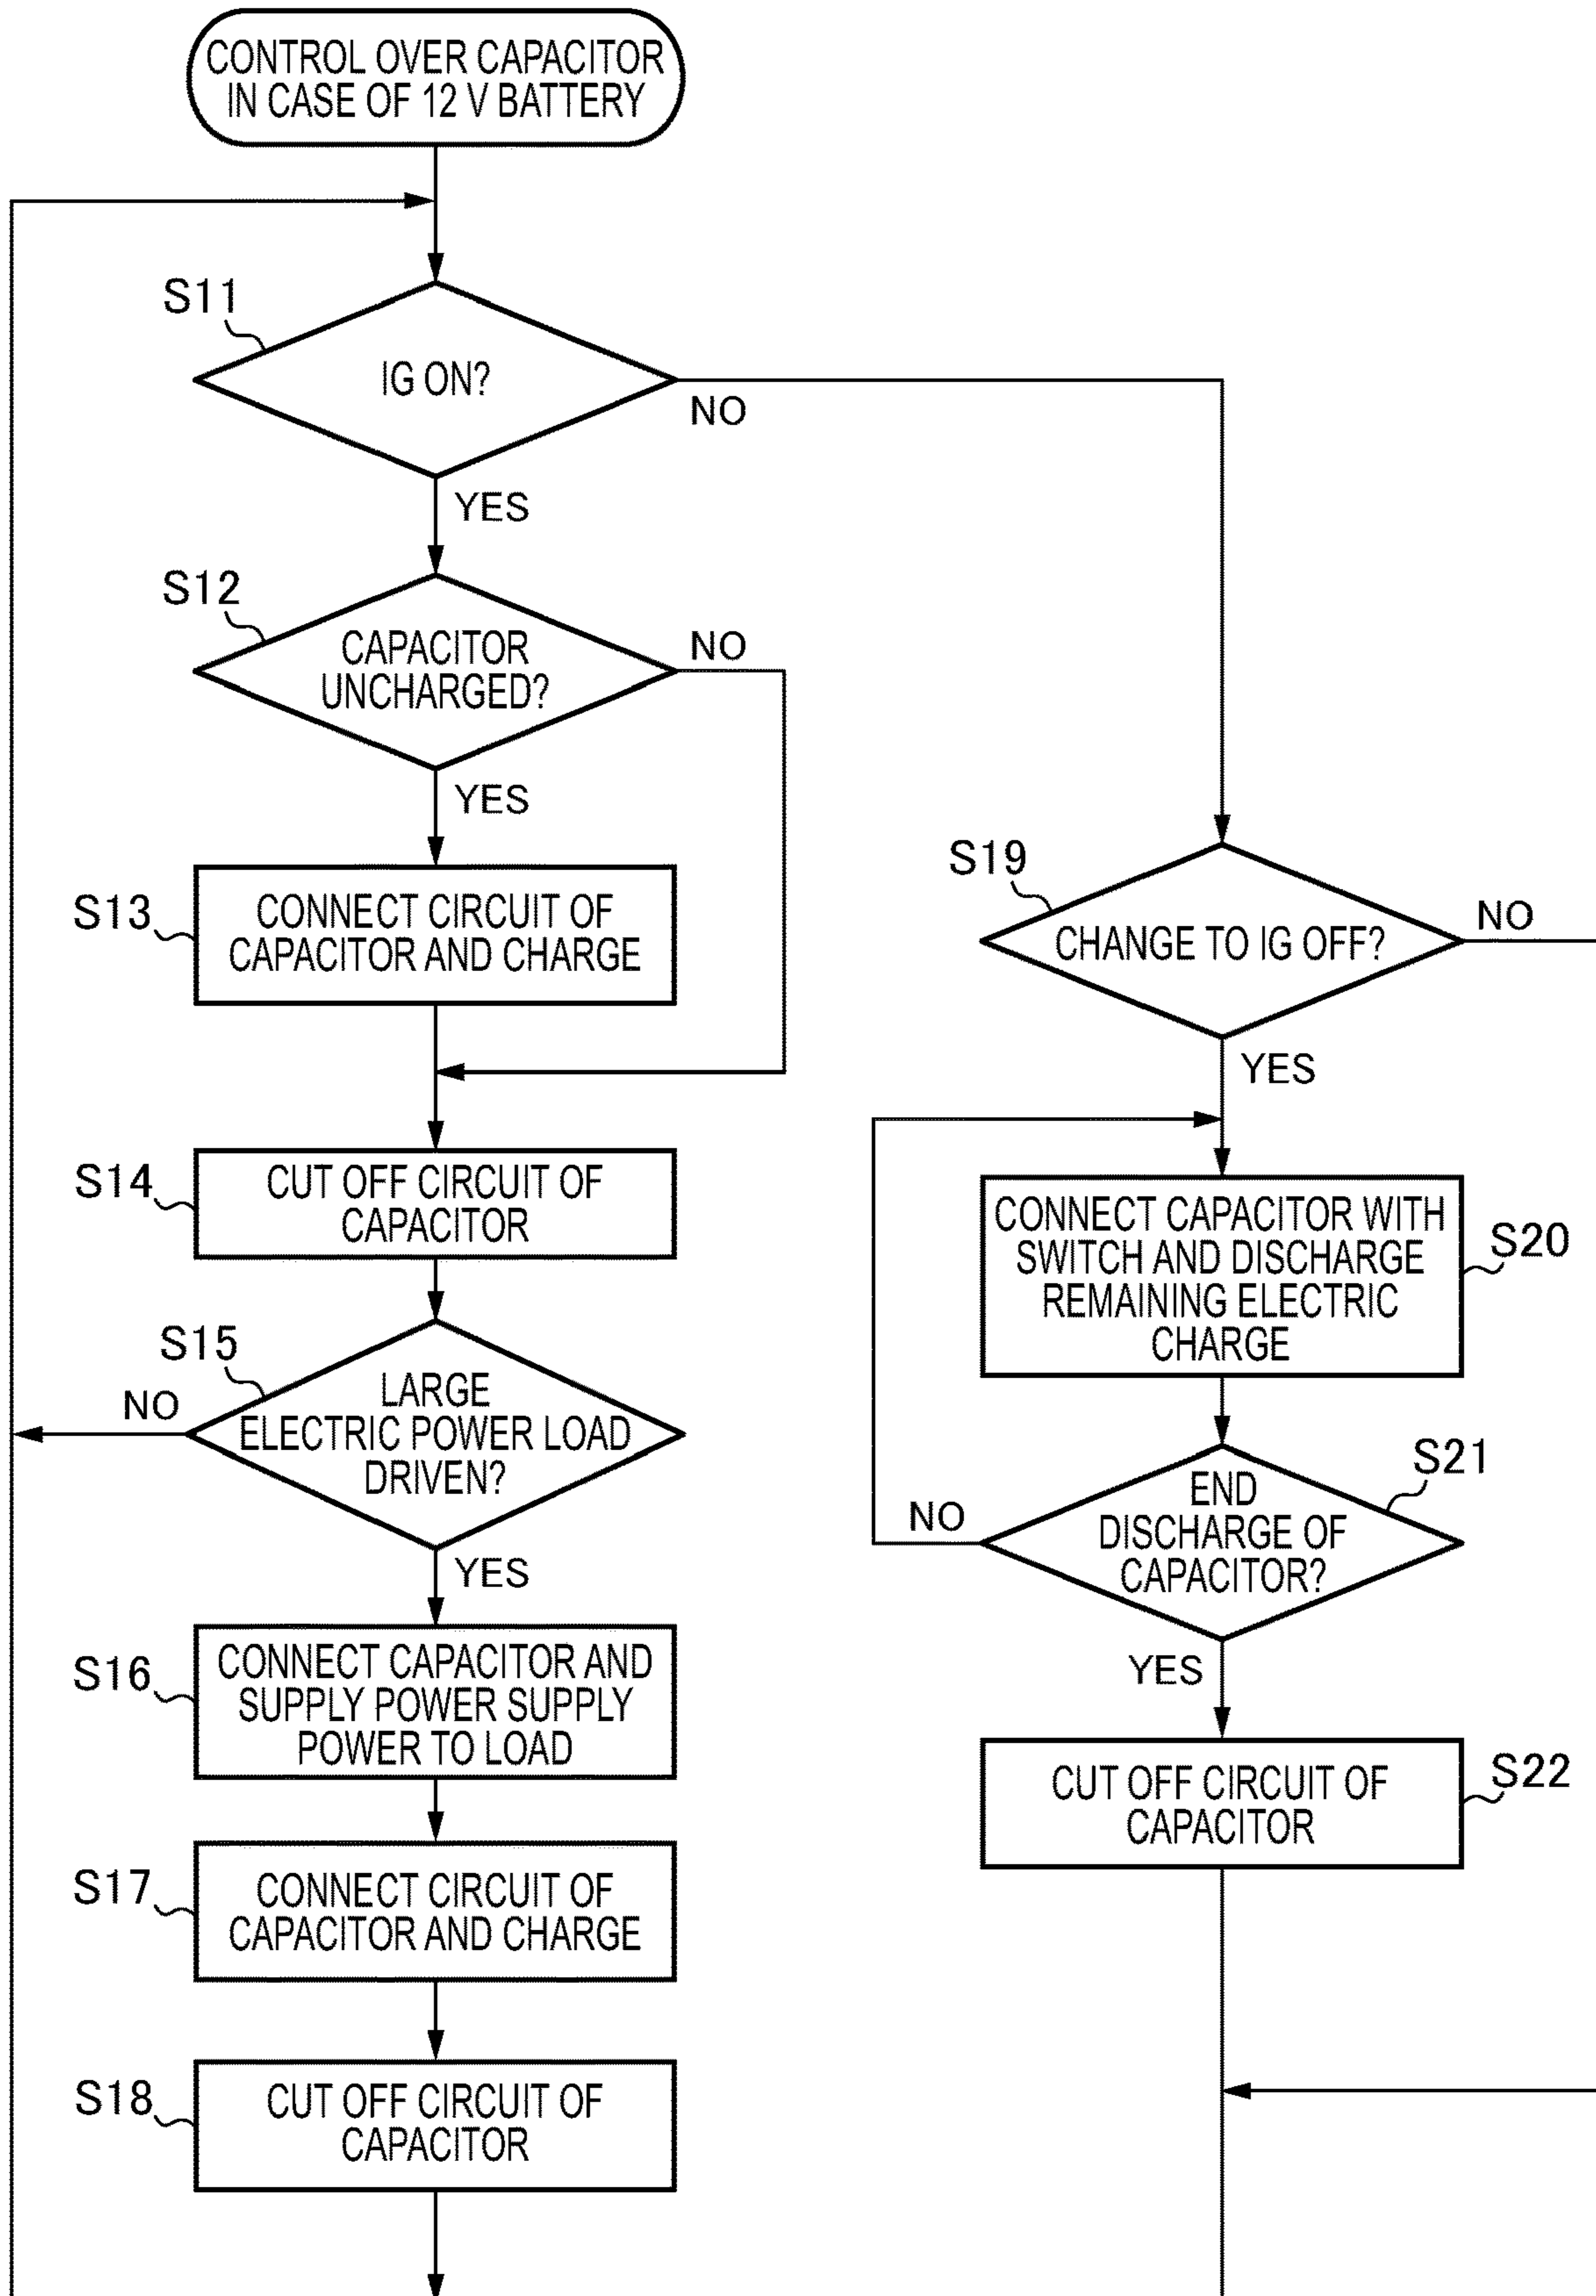 CONTROL OVER CAPACITOR
IN CASE OF 12 V BATTERY
S11
IG ON?
NO
YES
S12
CAPACITOR
UNCHARGED?
NO
YES
S13
CONNECT CIRCUIT OF
CAPACITOR AND CHARGE
S14
CUT OFF CIRCUIT OF
CAPACITOR
S15
LARGE
ELECTRIC POWER LOAD
DRIVEN?
NO
YES
S16
CONNECT CAPACITOR AND
SUPPLY POWER SUPPLY
POWER TO LOAD
S17
CONNECT CIRCUIT OF
CAPACITOR AND CHARGE
S18
CUT OFF CIRCUIT OF
CAPACITOR
S19
CHANGE TO IG OFF?
NO
YES
CONNECT CAPACITOR WITH
SWITCH AND DISCHARGE
REMAINING ELECTRIC
CHARGE
S20
S21
END
DISCHARGE OF
CAPACITOR?
NO
YES
CUT OFF CIRCUIT OF
CAPACITOR
S22